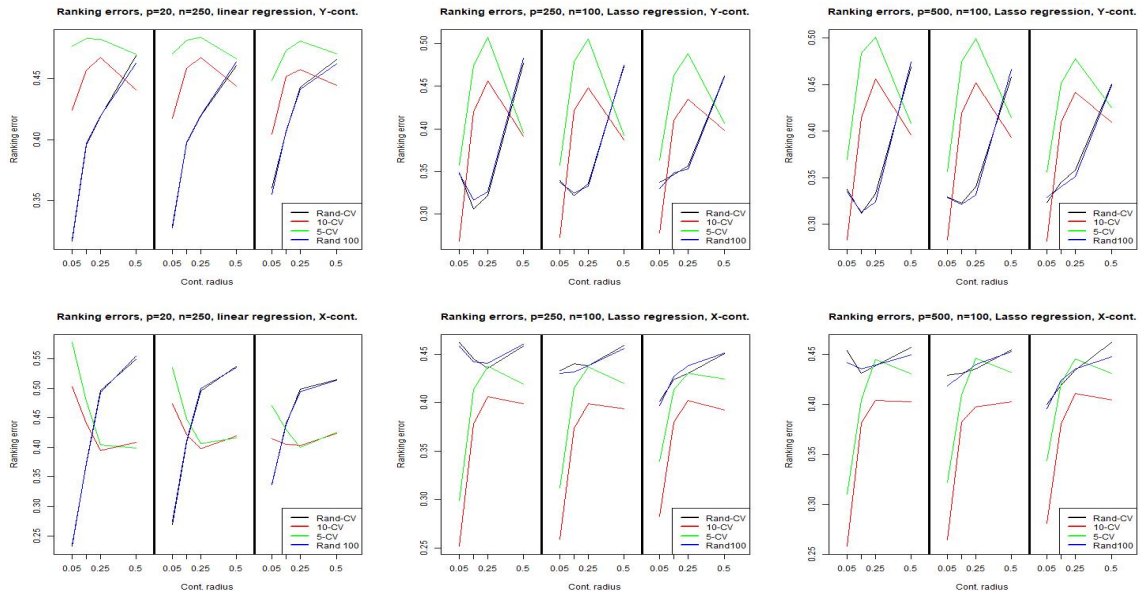 Ranking errors, p=20, n=250, linear regression, Y-cont.
Ranking error
0.45
0.40
0.35
Rand-CV
10-CV
5-CV
Rand 100
0.05 0.25 0.5 0.05 0.25 0.5 0.05 0.25 0.5
Cont. radius
Ranking errors, p=250, n=100, Lasso regression, Y-cont.
Ranking error
0.50
0.45
0.40
0.35
0.30
Rand-CV
10-CV
5-CV
Rand100
0.05 0.25 0.5 0.05 0.25 0.5 0.05 0.25 0.5
Cont. radius
Ranking errors, p=500, n=100, Lasso regression, Y-cont.
Ranking error
0.50
0.45
0.40
0.35
0.30
Rand-CV
10-CV
5-CV
Rand100
0.05 0.25 0.5 0.05 0.25 0.5 0.05 0.25 0.5
Cont. radius
Ranking errors, p=20, n=250, linear regression, X-cont.
Ranking error
0.55
0.50
0.45
0.40
0.35
0.30
0.25
Rand-CV
10-CV
5-CV
Rand 100
0.05 0.25 0.5 0.05 0.25 0.5 0.05 0.25 0.5
Cont. radius
Ranking errors, p=250, n=100, Lasso regression, X-cont.
Ranking error
0.45
0.40
0.35
0.30
0.25
Rand-CV
10-CV
5-CV
Rand100
0.05 0.25 0.5 0.05 0.25 0.5 0.05 0.25 0.5
Cont. radius
Ranking errors, p=500, n=100, Lasso regression, X-cont.
Ranking error
0.45
0.40
0.35
0.30
0.25
Rand-CV
10-CV
5-CV
Rand100
0.05 0.25 0.5 0.05 0.25 0.5 0.05 0.25 0.5
Cont. radius